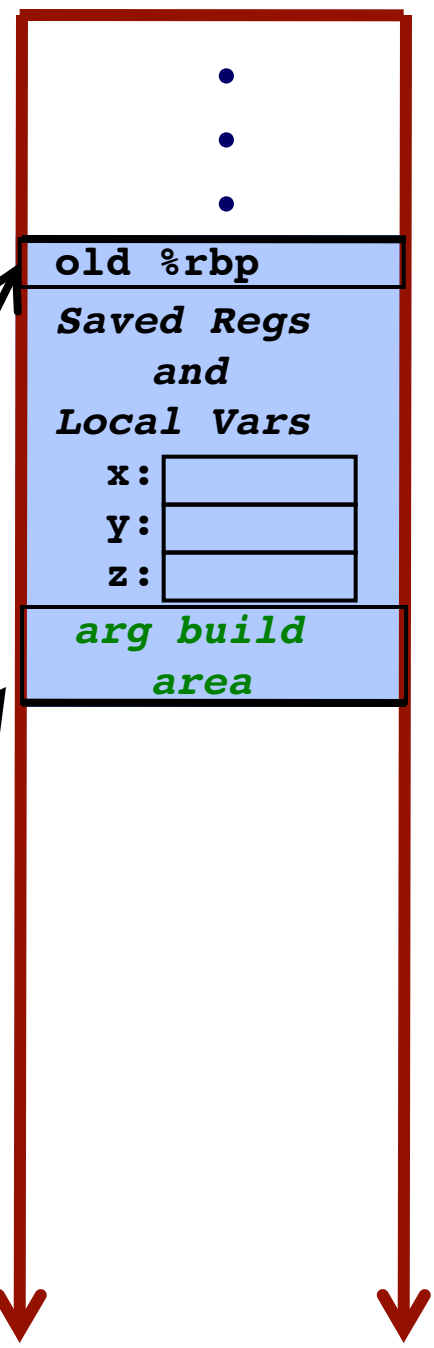 old %rbp
Saved Regs
and
Local Vars
x:
y:
z:
arg build
area